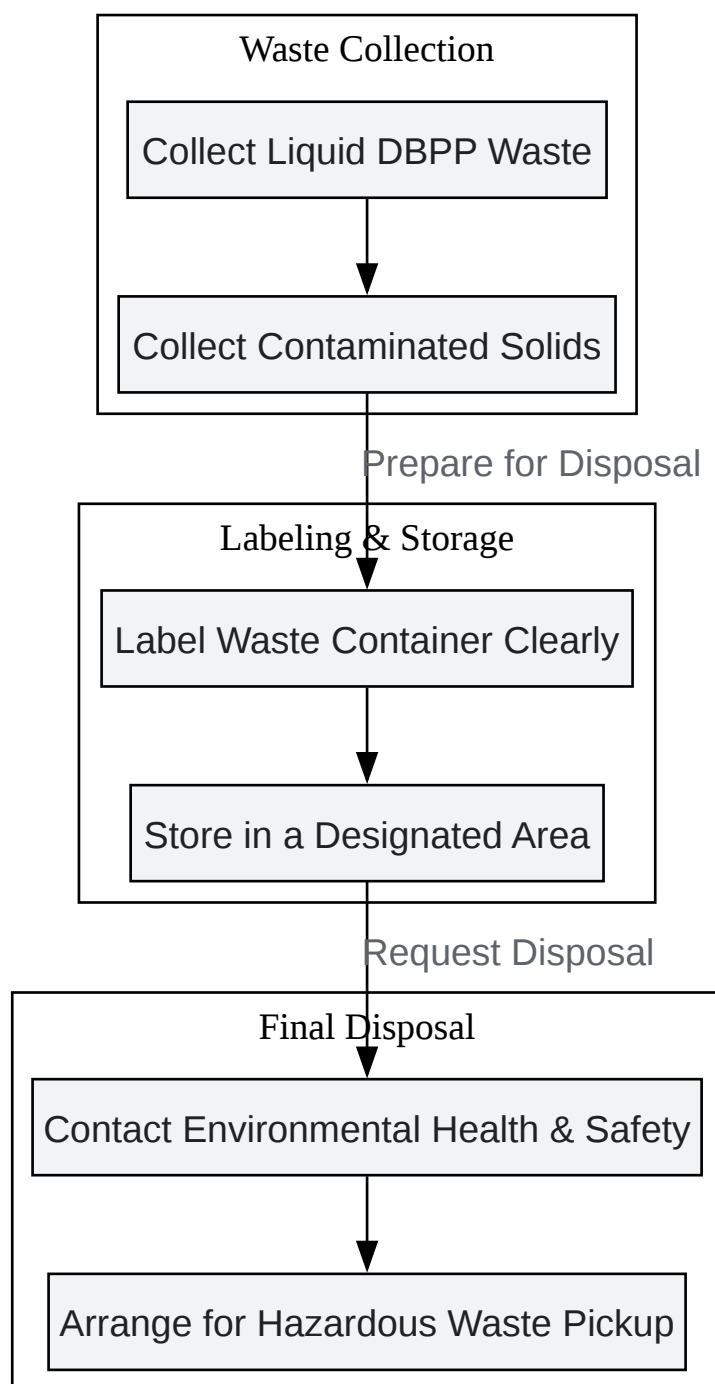 Waste Collection
Collect Liquid DBPP Waste
Collect Contaminated Solids
Prepare for Disposal
Labeling & Storage
Label Waste Container Clearly
Store in a Designated Area
Request Disposal
Final Disposal
Contact Environmental Health & Safety
Arrange for Hazardous Waste Pickup